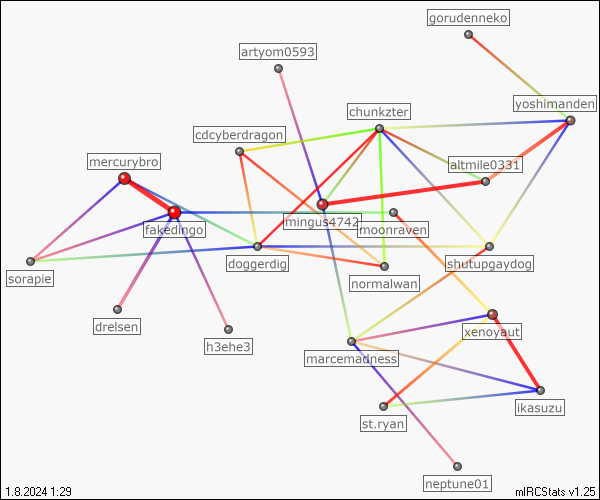 gorudenneko
artyom0593
yoshimanden
chunkzter
cdcyberdragon
mercurybro
altmile0331
mingus4742
moonraven
fakedingo
doggerdig
shutupgaydog
sorapie
normalwan
drelsen
xenoyaut
h3ehe3
marcemadness
ikasuzu
st.ryan
neptune01
1.8.2024 1:29
mIRCStats v1.25